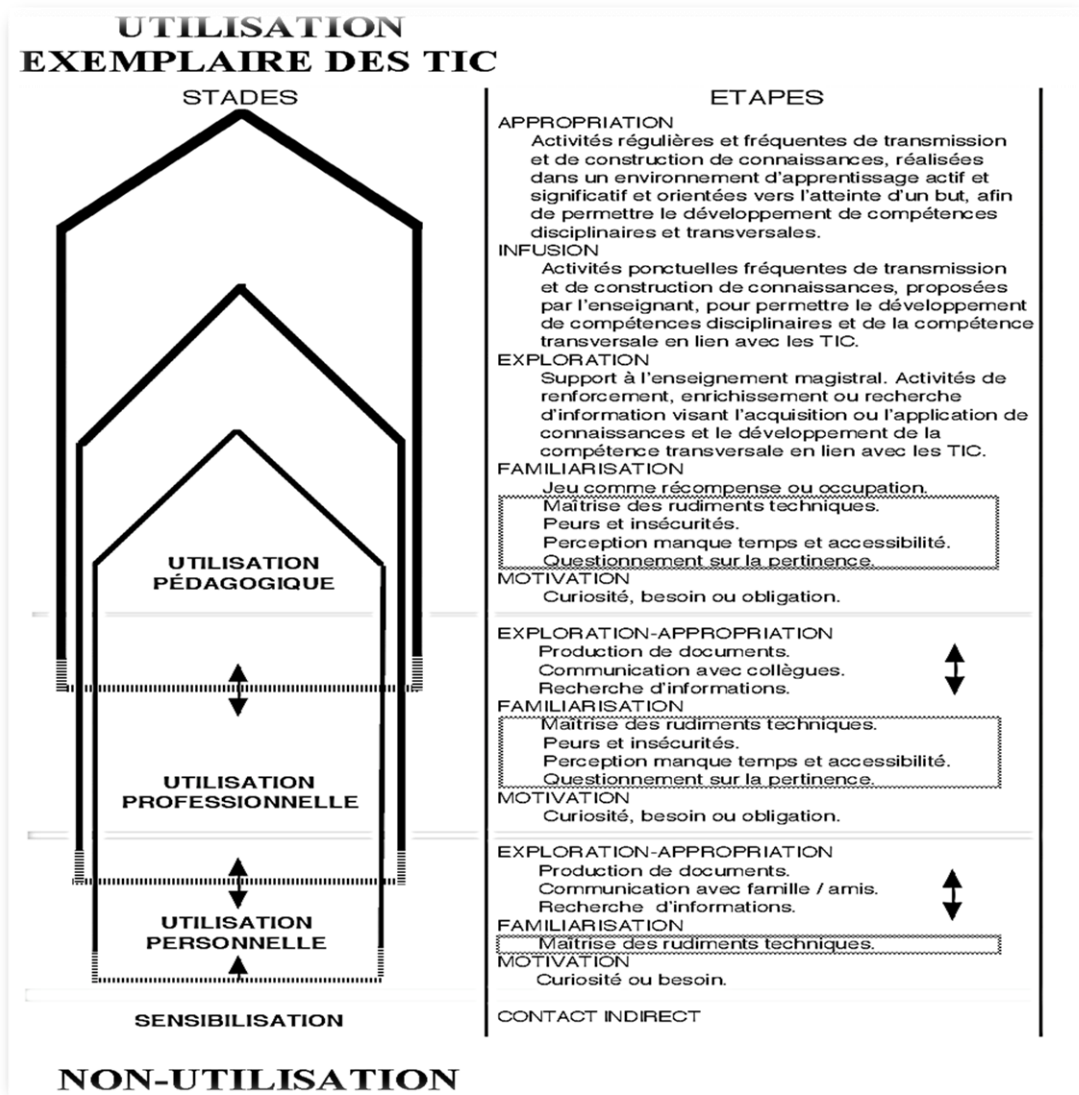 UTILISATION
EXEMPLAIRE DES TIC
STADES
UTILISATION
PÉDAGOGIQUE
UTILISATION
PROFESSIONNELLE
UTILISATION
PERSONNELLE
SENSIBILISATION
NON-UTILISATION
ETAPES
APPROPRIATION
Activités régulières et fréquentes de transmission
et de construction de connaissances, réalisées
dans un environnement d'apprentissage actif et
significatif et orientées vers l'atteinte d'un but, afin
de permettre le développement de compétences
disciplinaires et transversales.
INFUSION
Activités ponctuelles fréquentes de transmission
et de construction de connaissances, proposées
par l'enseignant, pour permettre le développement
de compétences disciplinaires et de la compétence
transversale en lien avec les TIC.
EXPLORATION
Support à l'enseignement magistral. Activités de
renforcement, enrichissement ou recherche
d'information visant l'acquisition ou l'application de
connaissances et le développement de la
compétence transversale en lien avec les TIC.
FAMILIARISATION
Jeu comme récompense ou occupation.
Maîtrise des rudiments techniques.
Peurs et insécurités.
Perception manque temps et accessibilité.
Questionnement sur la pertinence.
MOTIVATION
Curiosité, besoin ou obligation.
EXPLORATION-APPROPRIATION
Production de documents.
Communication avec collègues.
Recherche d'informations.
FAMILIARISATION
Maîtrise des rudiments techniques.
Peurs et insécurités.
Perception manque temps et accessibilité.
Questionnement sur la pertinence.
MOTIVATION
Curiosité, besoin ou obligation.
EXPLORATION-APPROPRIATION
Production de documents.
Communication avec famille / amis.
Recherche d'informations.
FAMILIARISATION
Maîtrise des rudiments techniques.
MOTIVATION
Curiosité ou besoin.
CONTACT INDIRECT